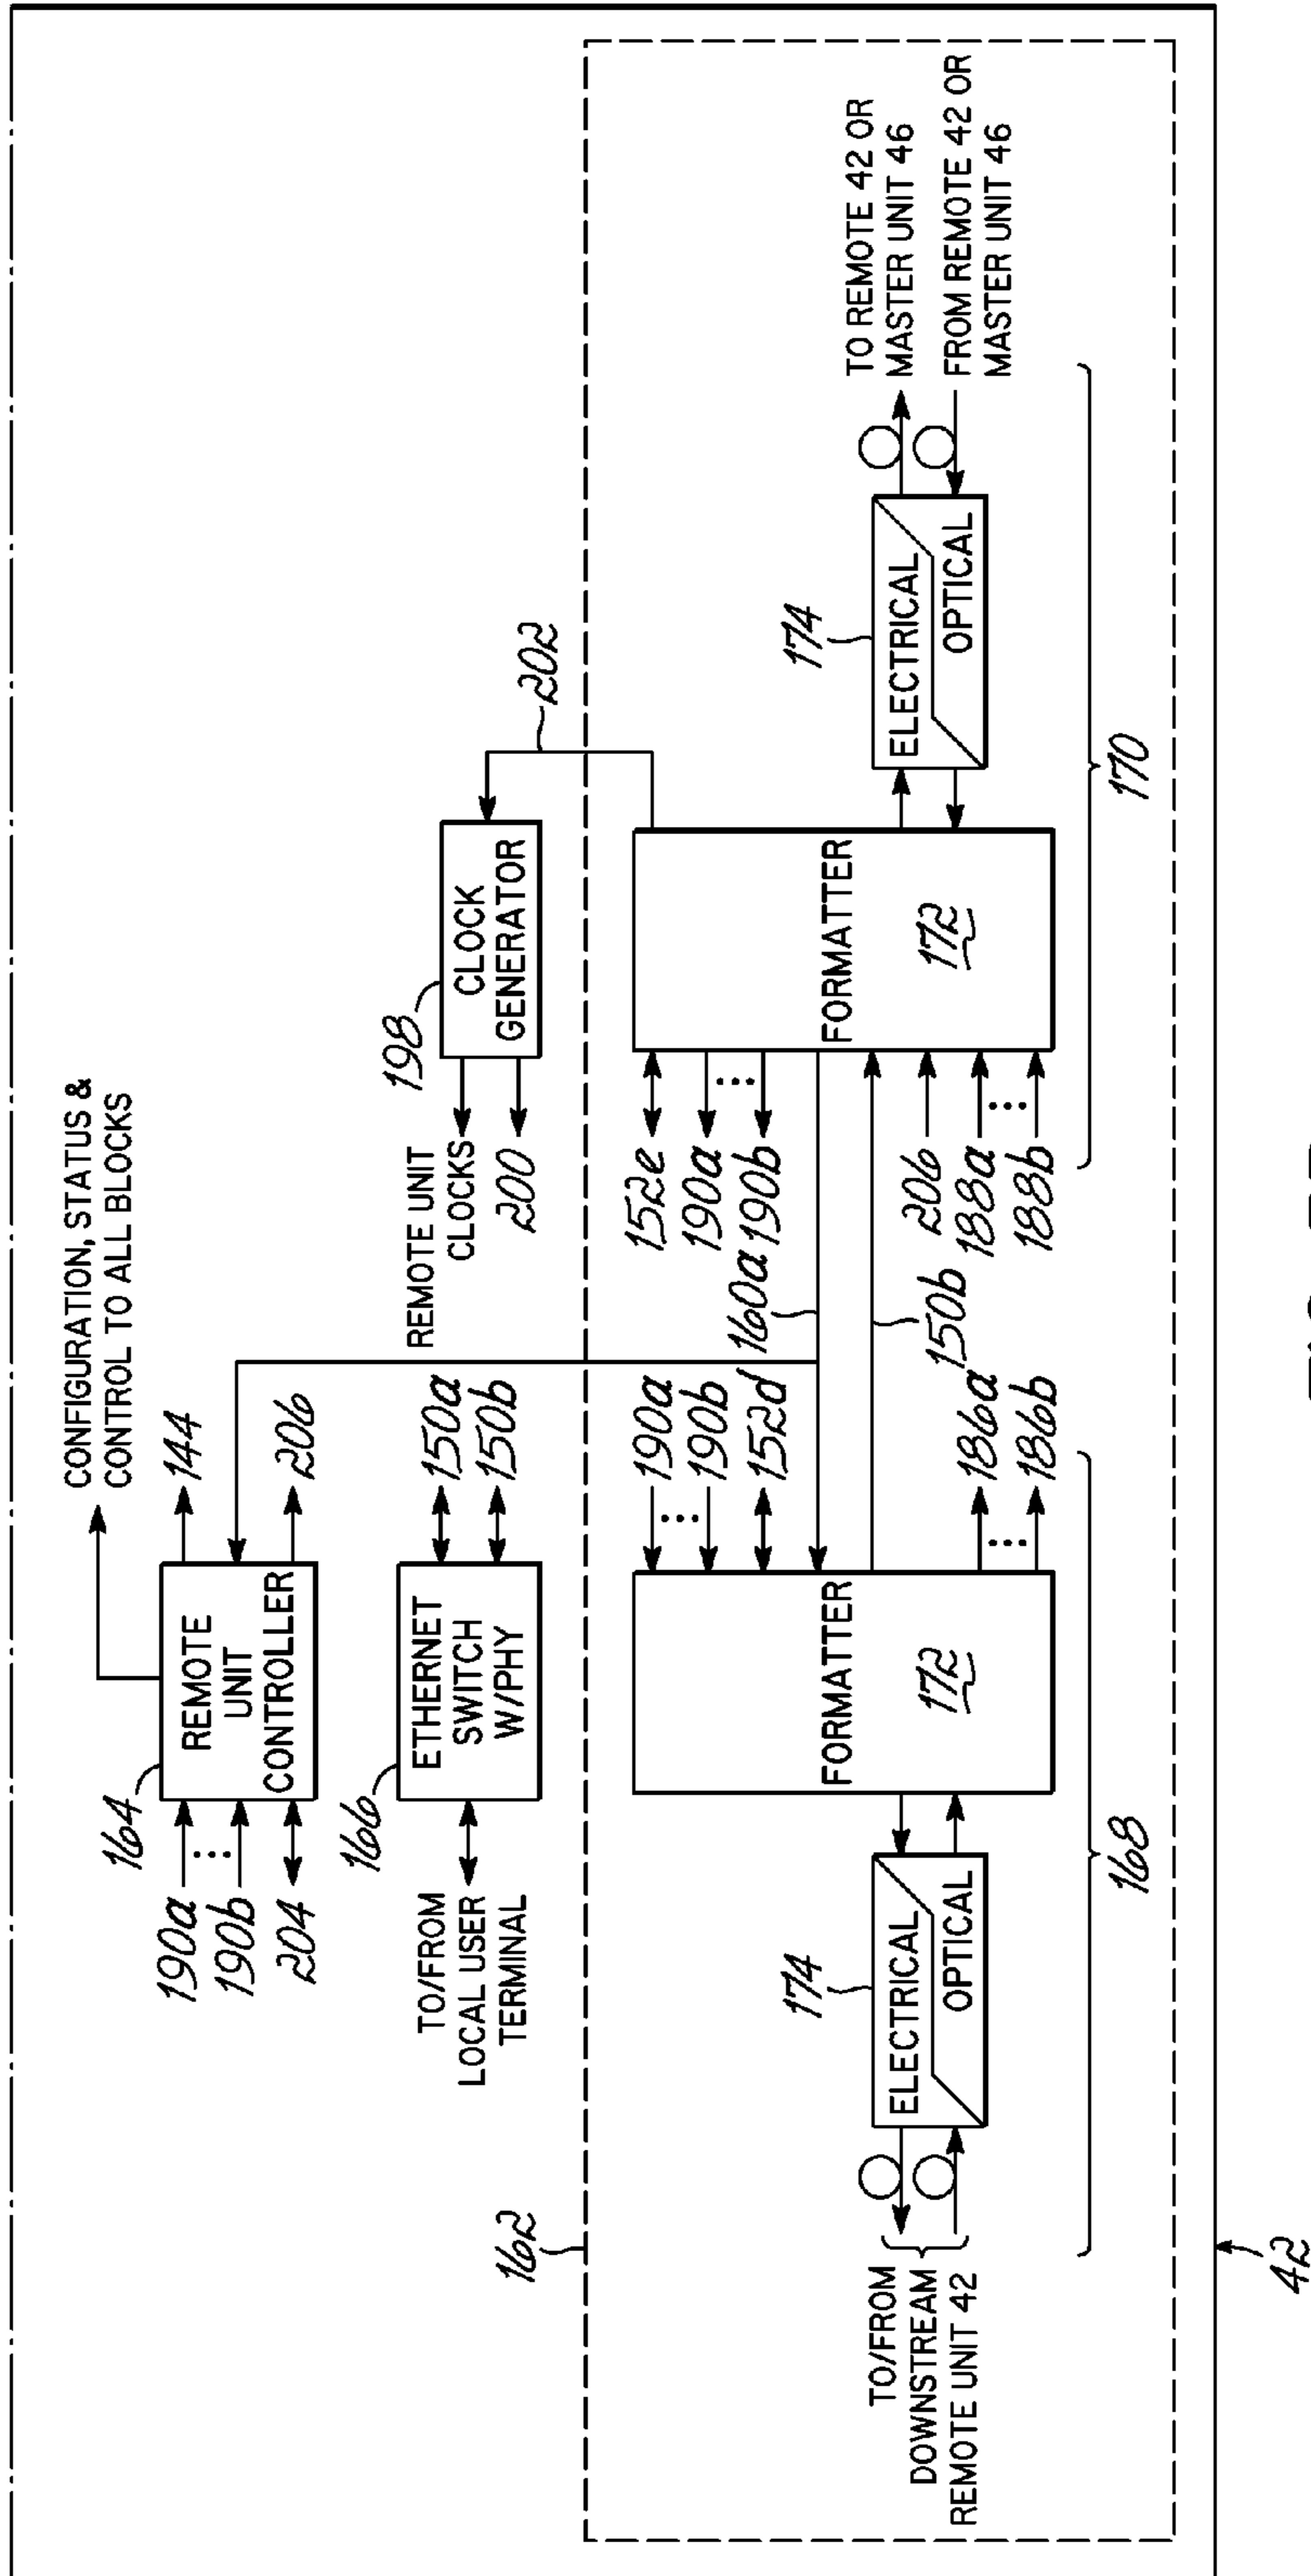 CONFIGURATION, STATUS &
CONTROL TO ALL BLOCKS
164
190a
190b
204
REMOTE
UNIT
CONTROLLER
144
206
166
TO/FROM
LOCAL USER
TERMINAL
ETHERNET
SWITCH
W/PHY
150a
150b
REMOTE UNIT
CLOCKS
200
198
CLOCK
GENERATOR
202
162
TO/FROM
DOWNSTREAM
REMOTE UNIT 42
174
ELECTRICAL
OPTICAL
FORMATTER
172
190a
190b
152d
186a
186b
168
160a
150b
152e
190a
190b
206
188a
188b
FORMATTER
172
174
ELECTRICAL
OPTICAL
TO REMOTE 42 OR
MASTER UNIT 46
FROM REMOTE 42 OR
MASTER UNIT 46
170
42